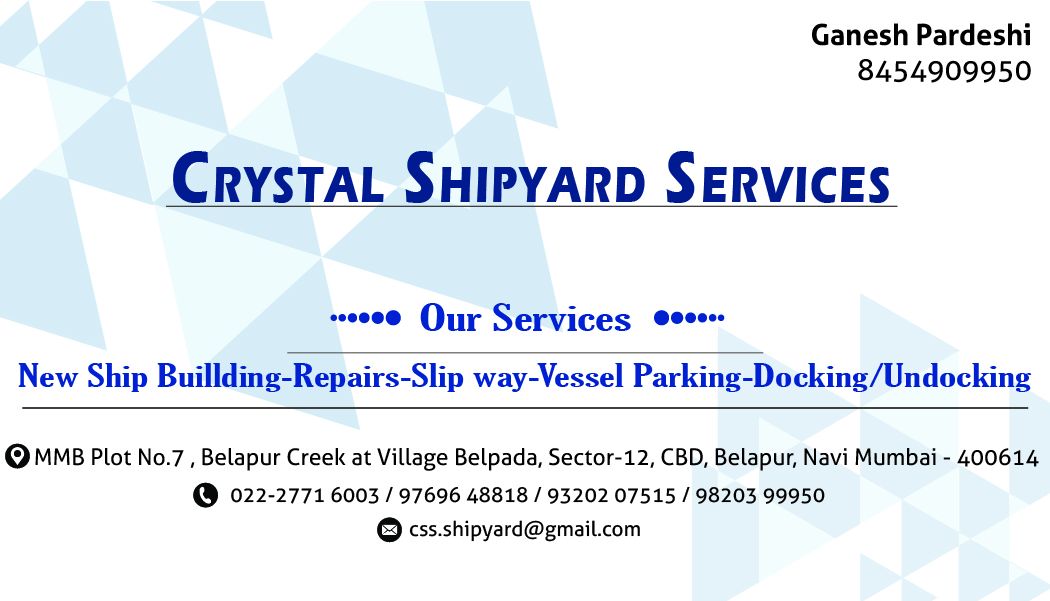 Ganesh Pardeshi
8454909950
CRYSTAL SHIPYARD SERVICES
Our Services
New Ship Buillding-Repairs-Slip way-Vessel Parking-Docking/Undocking
MMB Plot No.7 , Belapur Creek at Village Belpada, Sector-12, CBD, Belapur, Navi Mumbai - 400614
022-2771 6003 / 97696 48818 / 93202 07515 / 98203 99950
css.shipyard@gmail.com